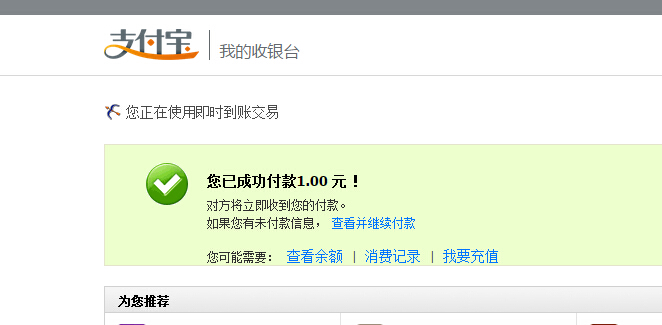 支付宝 我的收银台
您正在使用即时到账交易
您已成功付款1.00 元！
对方将立即收到您的付款。
如果您有未付款信息， 查看并继续付款
您可能需要： 查看余额 | 消费记录 | 我要充值
为您推荐